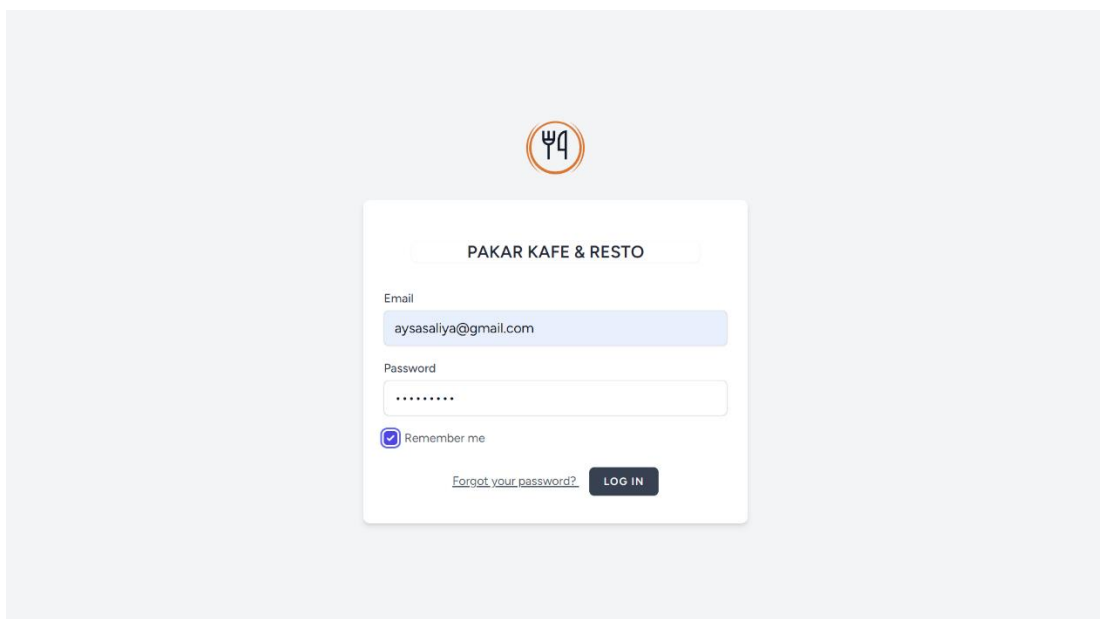 PAKAR KAFE & RESTO
Email
aysasaliya@gmail.com
Password
•••••••••
Remember me
Forgot your password? LOG IN